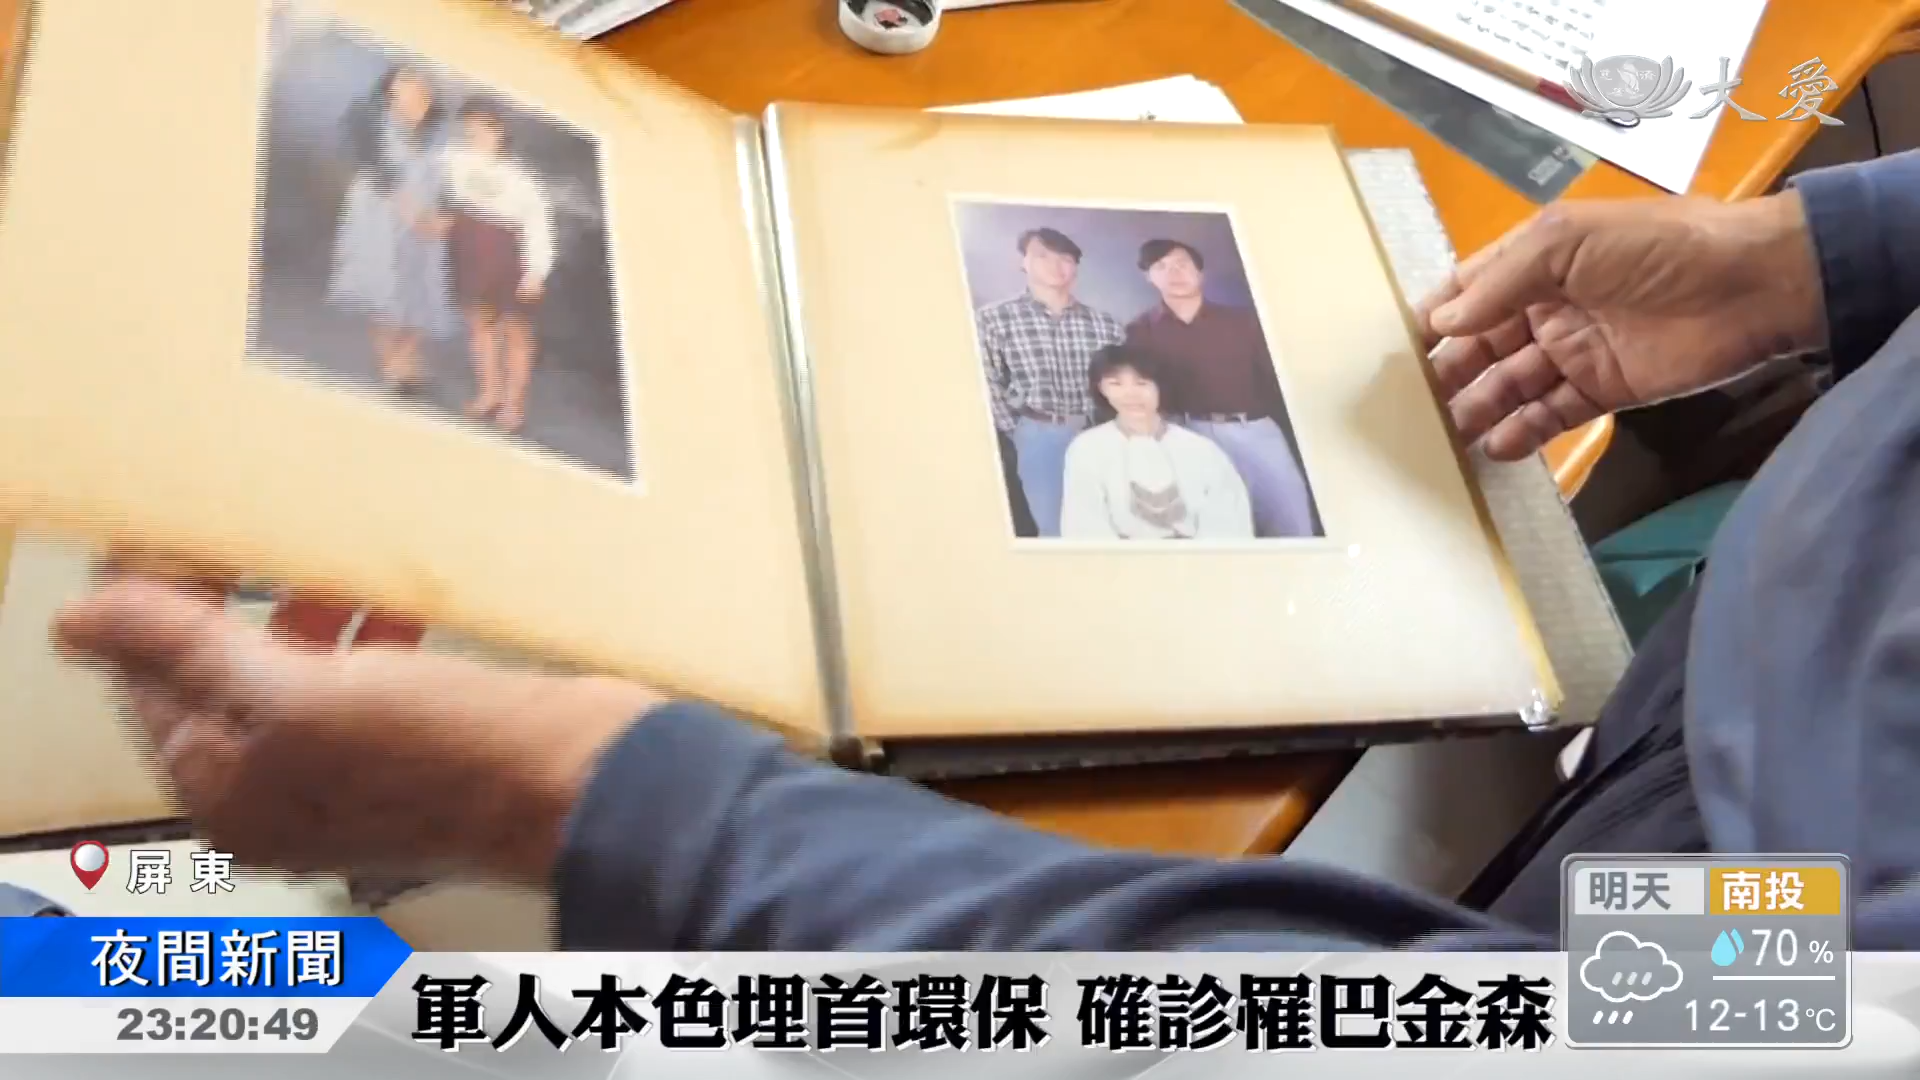 大愛
屏東
夜間新聞
23:20:49
軍人本色埋首環保 確診罹巴金森
明天 南投
70 %
12-13°C